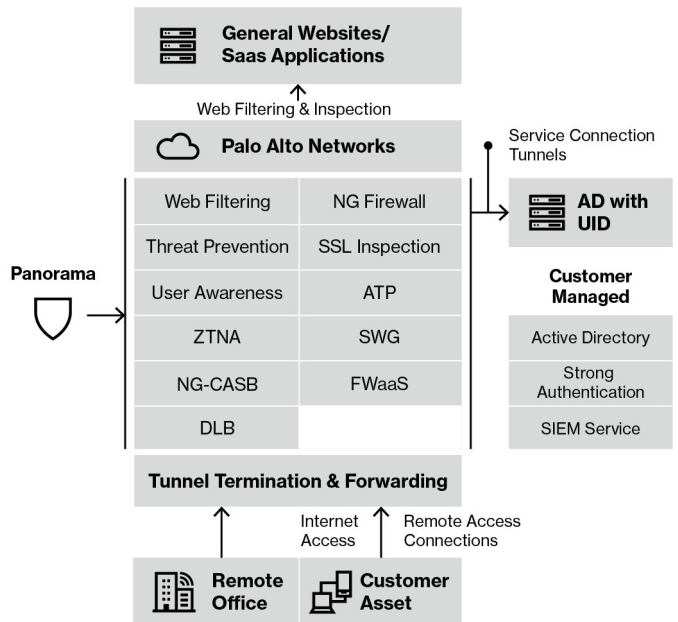 General Websites/
Saas Applications
Web Filtering & Inspection
Palo Alto Networks
Service Connection
Tunnels
Web Filtering
NG Firewall
AD with
UID
Threat Prevention
SSL Inspection
Panorama
User Awareness
ATP
Customer
Managed
ZTNA
SWG
Active Directory
NG-CASB
FWaaS
Strong
Authentication
DLB
SIEM Service
Tunnel Termination & Forwarding
Internet
Access
Remote Access
Connections
Remote
Office
Customer
Asset